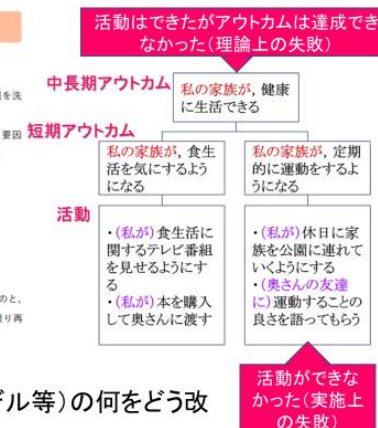 活動はできたがアウトカムは達成でき
なかった(理論上の失敗)
中長期アウトカム
私の家族が, 健康
に生活できる
短期アウトカム
私の家族が, 食生
活を気にするよう
になる
私の家族が, 定期
的に運動をするよ
うになる
活動
・(私が)食生活に
関するテレビ番組
を見せるようにす
る
・(私が)本を購入
して奥さんに渡す
・(私が)休日に家
族を公園に連れて
いくようにする
・(奥さんの友達
に)運動することの
良さを語ってもらう
活動ができな
かった(実施上
の失敗)
を洗
要因
のと、
り再
デル等)の何をどう改